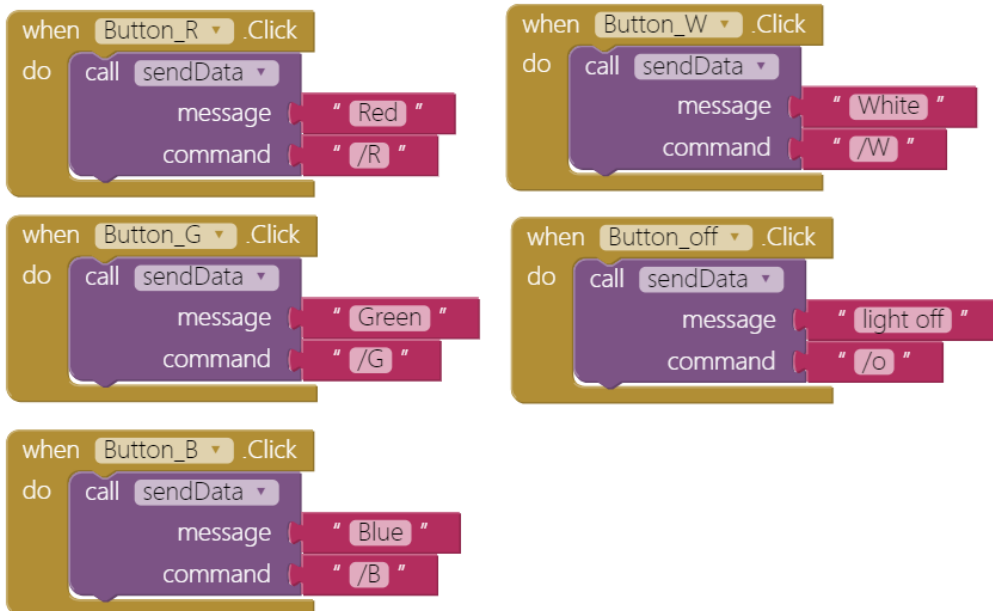 when Button_R .Click
do call sendData
message " Red "
command " /R "
when Button_G .Click
do call sendData
message " Green "
command " /G "
when Button_B .Click
do call sendData
message " Blue "
command " /B "
when Button_W .Click
do call sendData
message " White "
command " /W "
when Button_off .Click
do call sendData
message " light off "
command " /o "